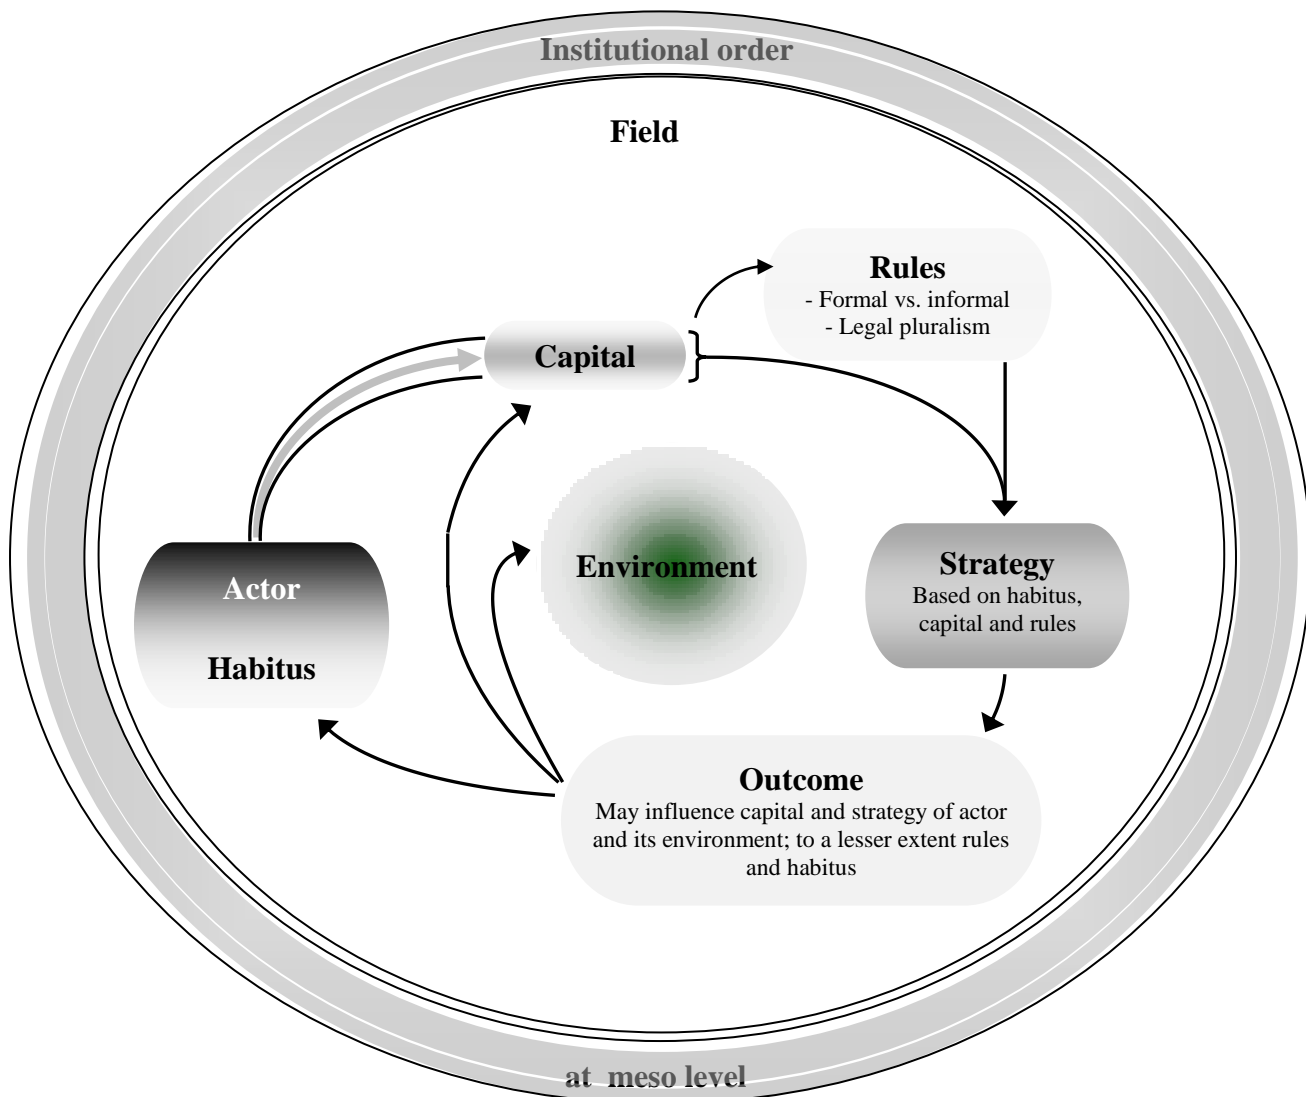 Institutional order
Field
Rules
- Formal vs. informal
- Legal pluralism
Capital
Environment
Strategy
Based on habitus,
capital and rules
Actor
Habitus
Outcome
May influence capital and strategy of actor
and its environment; to a lesser extent rules
and habitus
at meso level